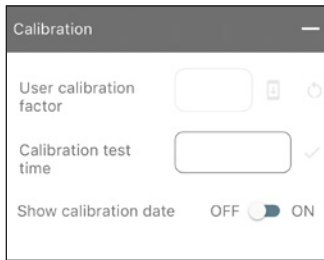 Calibration
User calibration
factor
Calibration test
time
Show calibration date OFF ON